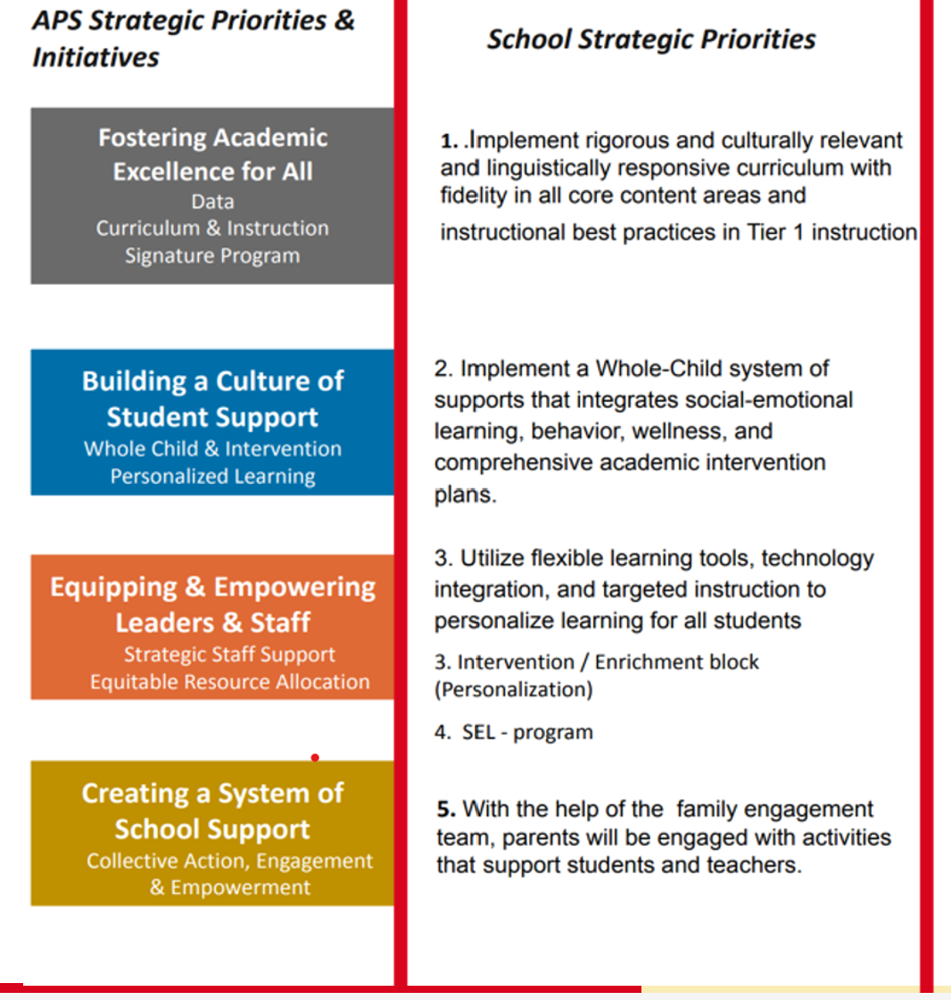 APS Strategic Priorities &
Initiatives
School Strategic Priorities
Fostering Academic
Excellence for All
Data
Curriculum & Instruction
Signature Program
1. .Implement rigorous and culturally relevant
and linguistically responsive curriculum with
fidelity in all core content areas and
instructional best practices in Tier 1 instruction
Building a Culture of
Student Support
Whole Child & Intervention
Personalized Learning
2. Implement a Whole-Child system of
supports that integrates social-emotional
learning, behavior, wellness, and
comprehensive academic intervention
plans.
Equipping & Empowering
Leaders & Staff
Strategic Staff Support
Equitable Resource Allocation
3. Utilize flexible learning tools, technology
integration, and targeted instruction to
personalize learning for all students
3. Intervention / Enrichment block
(Personalization)
4. SEL - program
Creating a System of
School Support
Collective Action, Engagement
& Empowerment
5. With the help of the family engagement
team, parents will be engaged with activities
that support students and teachers.